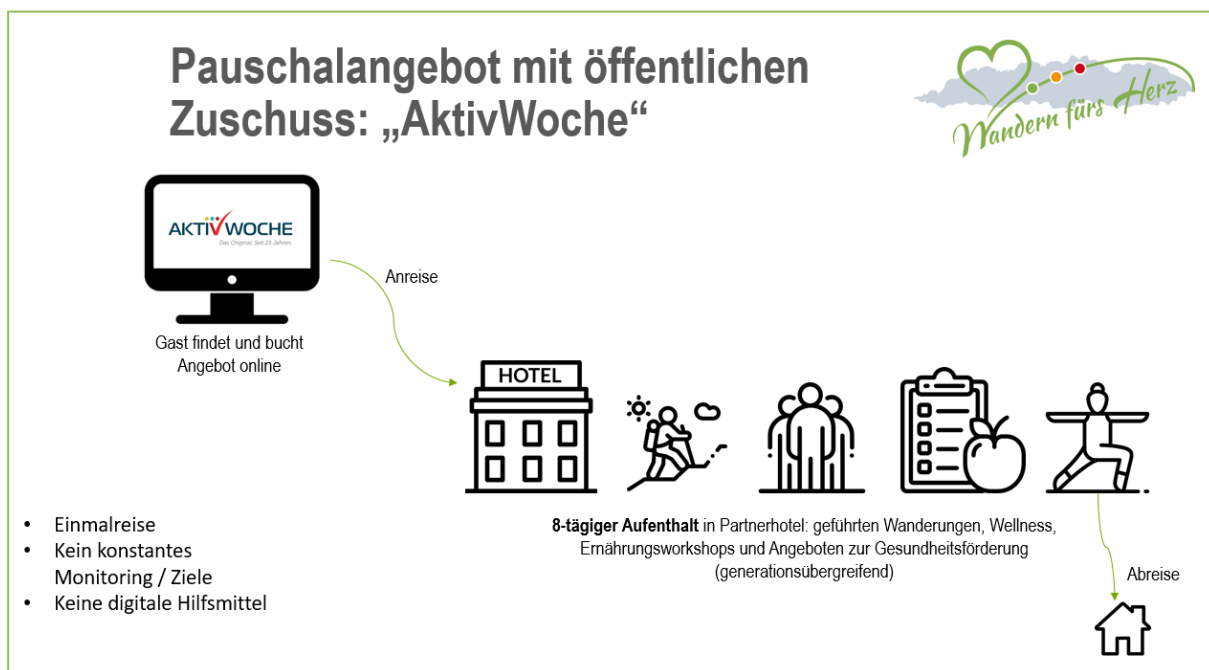 Pauschalangebot mit öffentlichen
Zuschuss: „AktivWoche“
Wandern fürs Herz
AKTIVWOCHE
Das Original. Seit 25 Jahren.
Gast findet und bucht
Angebot online
Anreise
HOTEL
8-tägiger Aufenthalt in Partnerhotel: geführten Wanderungen, Wellness,
Ernährungsworkshops und Angeboten zur Gesundheitsförderung
(generationsübergreifend)
• Einmalreise
• Kein konstantes
Monitoring / Ziele
• Keine digitale Hilfsmittel
Abreise